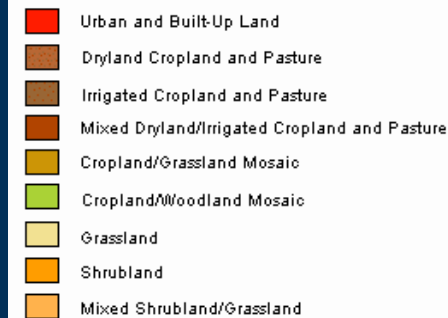 Urban and Built-Up Land
Dryland Cropland and Pasture
Irrigated Cropland and Pasture
Mixed Dryland/Irrigated Cropland and Pasture
Cropland/Grassland Mosaic
Cropland/Woodland Mosaic
Grassland
Shrubland
Mixed Shrubland/Grassland